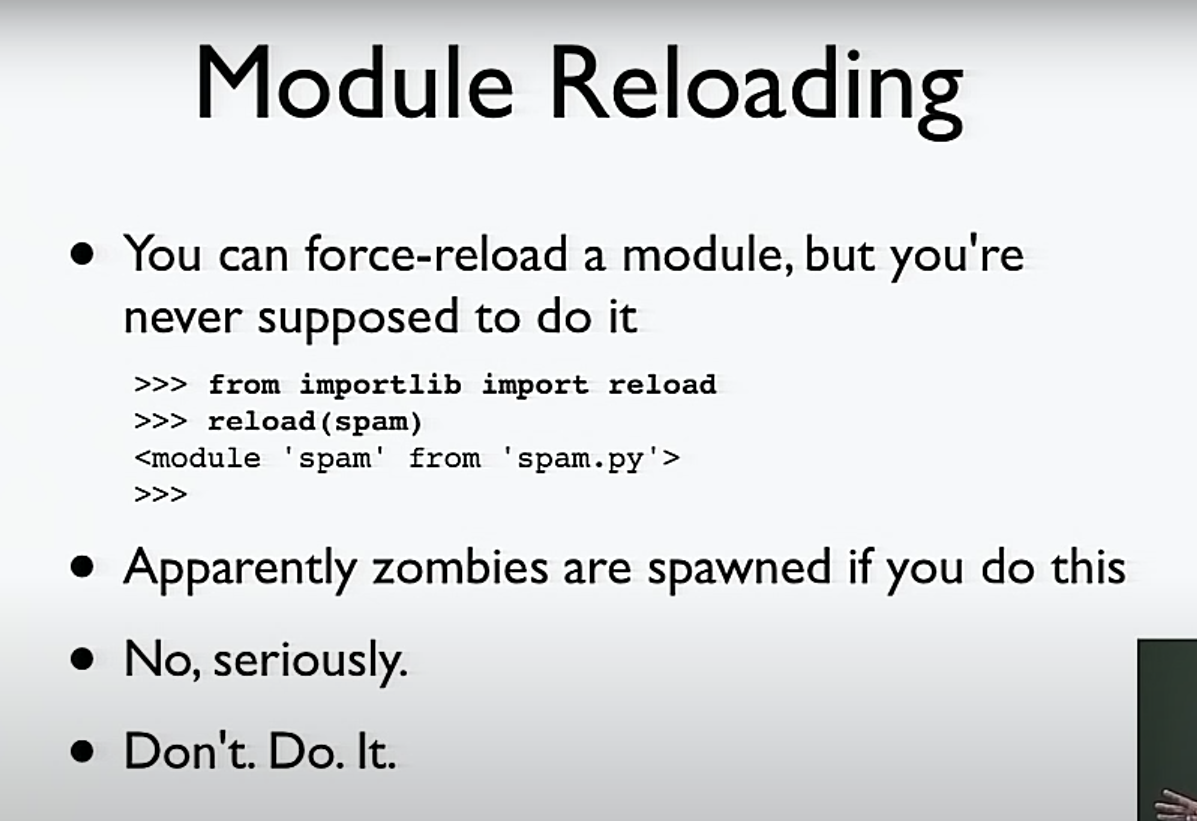 Module Reloading
• You can force-reload a module, but you're
never supposed to do it
>>> from importlib import reload
>>> reload(spam)
<module 'spam' from 'spam.py'>
>>>
• Apparently zombies are spawned if you do this
• No, seriously.
• Don't. Do. It.